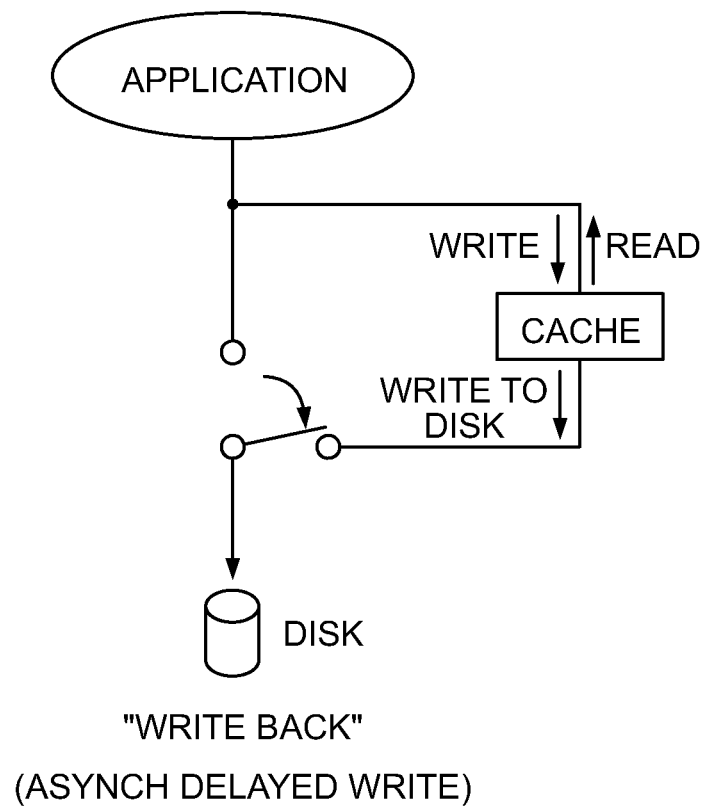 APPLICATION
WRITE
READ
CACHE
WRITE TO
DISK
DISK
"WRITE BACK"
(ASYNCH DELAYED WRITE)